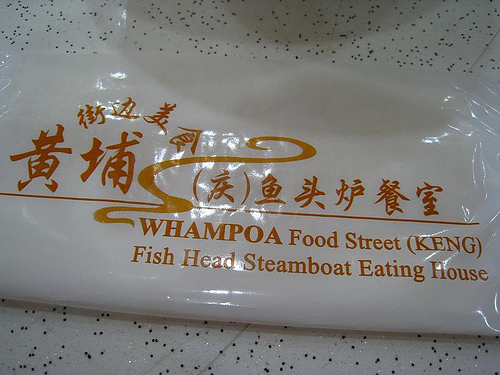 街边美食
黄埔
(庆)鱼头炉餐室
WHAMPOA Food Street (KENG)
Fish Head Steamboat Eating House